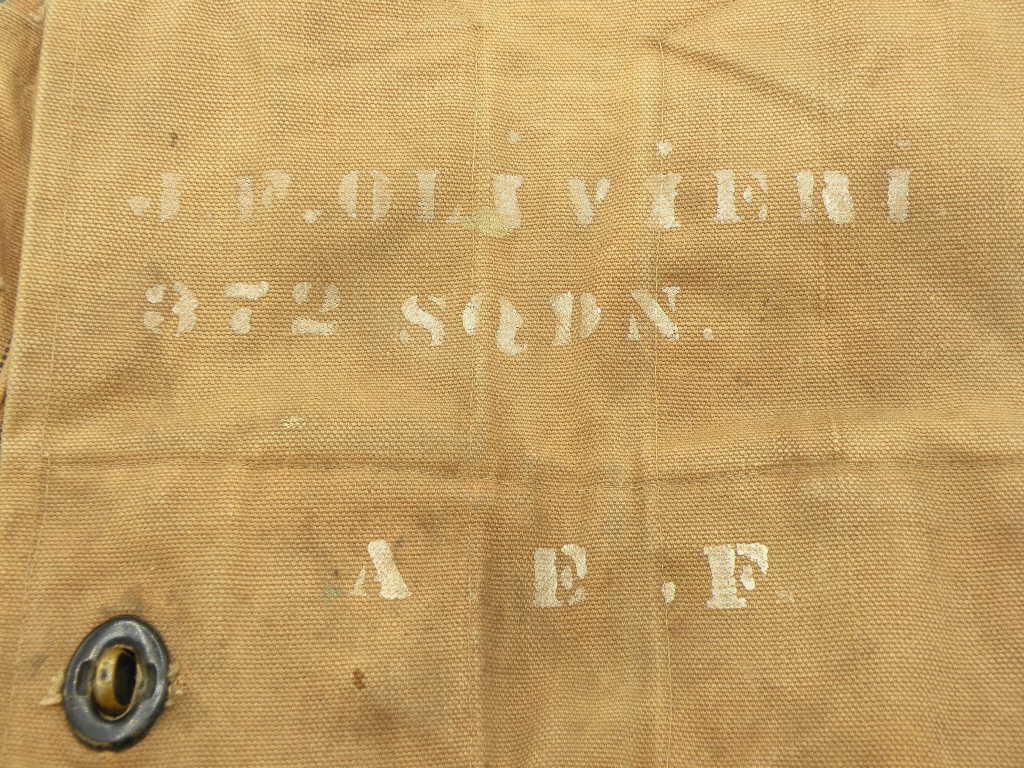 J.F.OLIVIERI.
372 SQDN.
A.E.F.